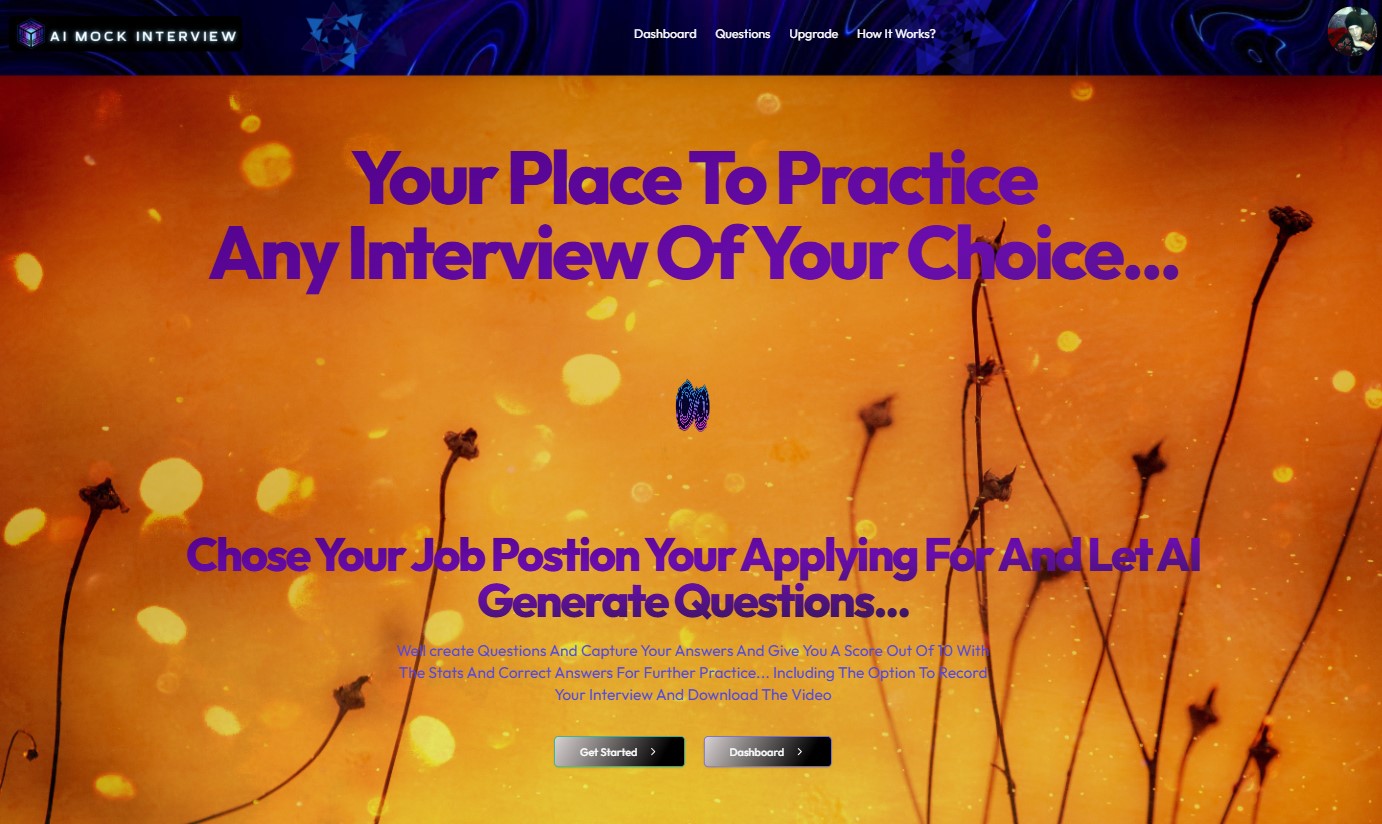 AI MOCK INTERVIEW
Dashboard Questions Upgrade How It Works?
Your Place To Practice
Any Interview Of Your Choice...
Chose Your Job Postion Your Applying For And Let AI
Generate Questions...
We'll create Questions And Capture Your Answers And Give You A Score Out Of 10 With
The Stats And Correct Answers For Further Practice... Including The Option To Record
Your Interview And Download The Video
Get Started
Dashboard